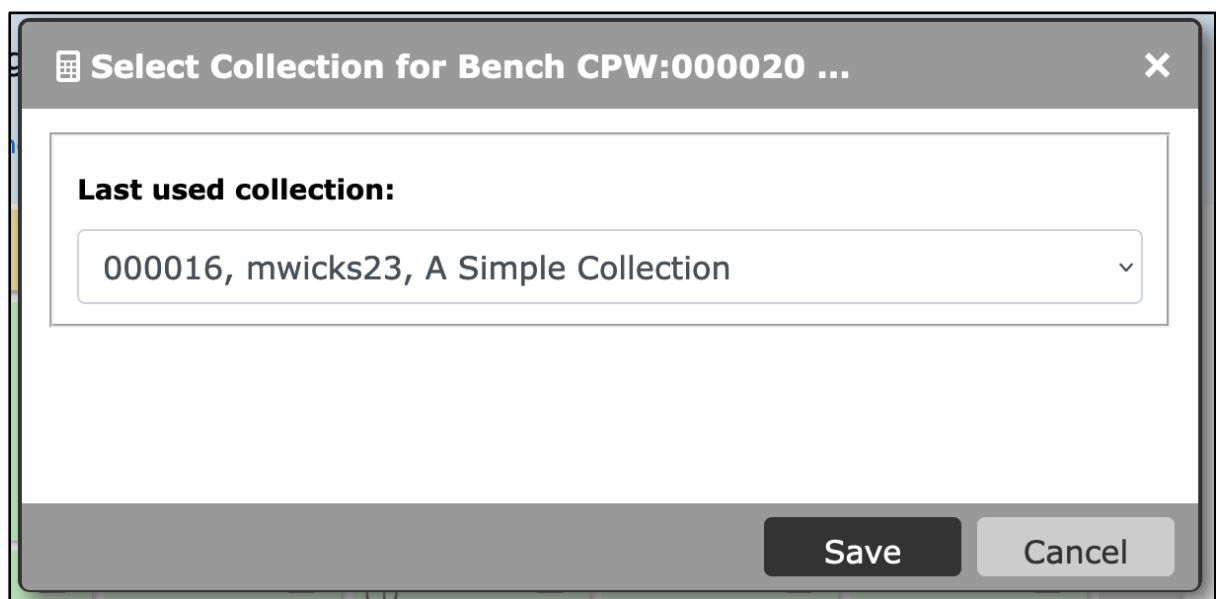 Select Collection for Bench CPW:000020 ...
Last used collection:
000016, mwicks23, A Simple Collection
Save Cancel